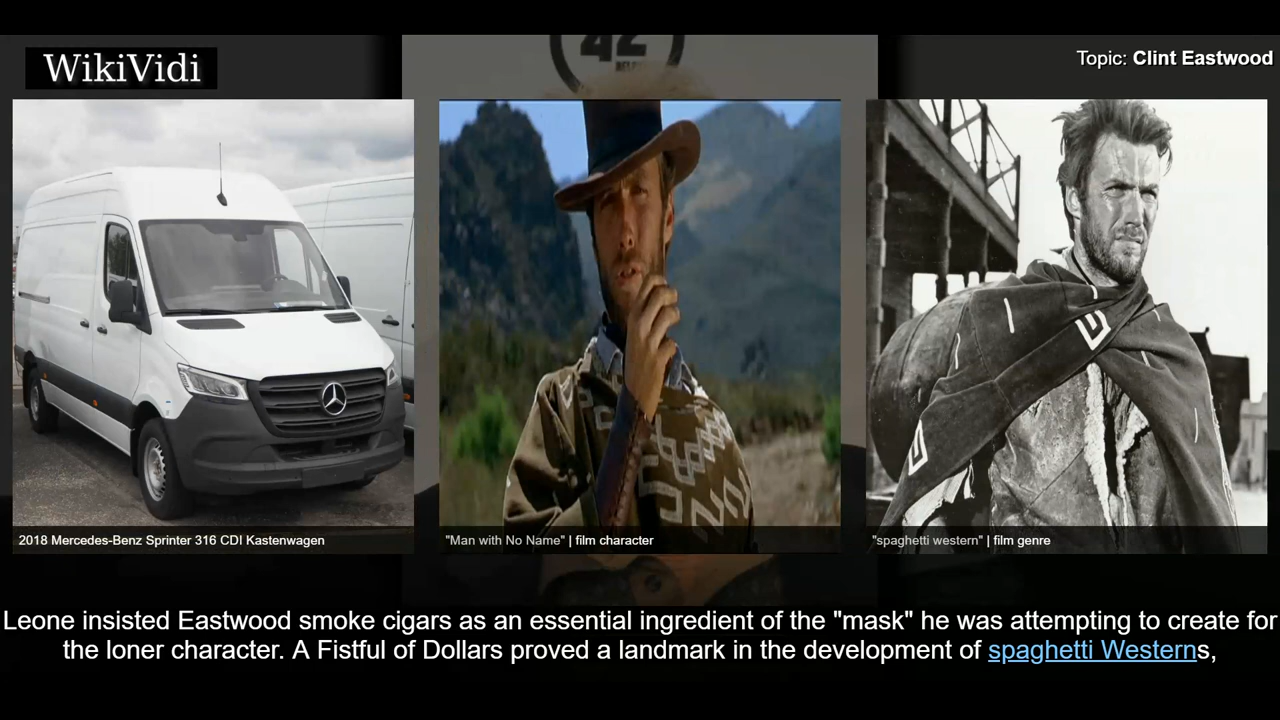 WikiVidi
Topic: Clint Eastwood
42
2018 Mercedes-Benz Sprinter 316 CDI Kastenwagen
"Man with No Name" | film character
"spaghetti western" | film genre
Leone insisted Eastwood smoke cigars as an essential ingredient of the "mask" he was attempting to create for
the loner character. A Fistful of Dollars proved a landmark in the development of spaghetti Westerns,